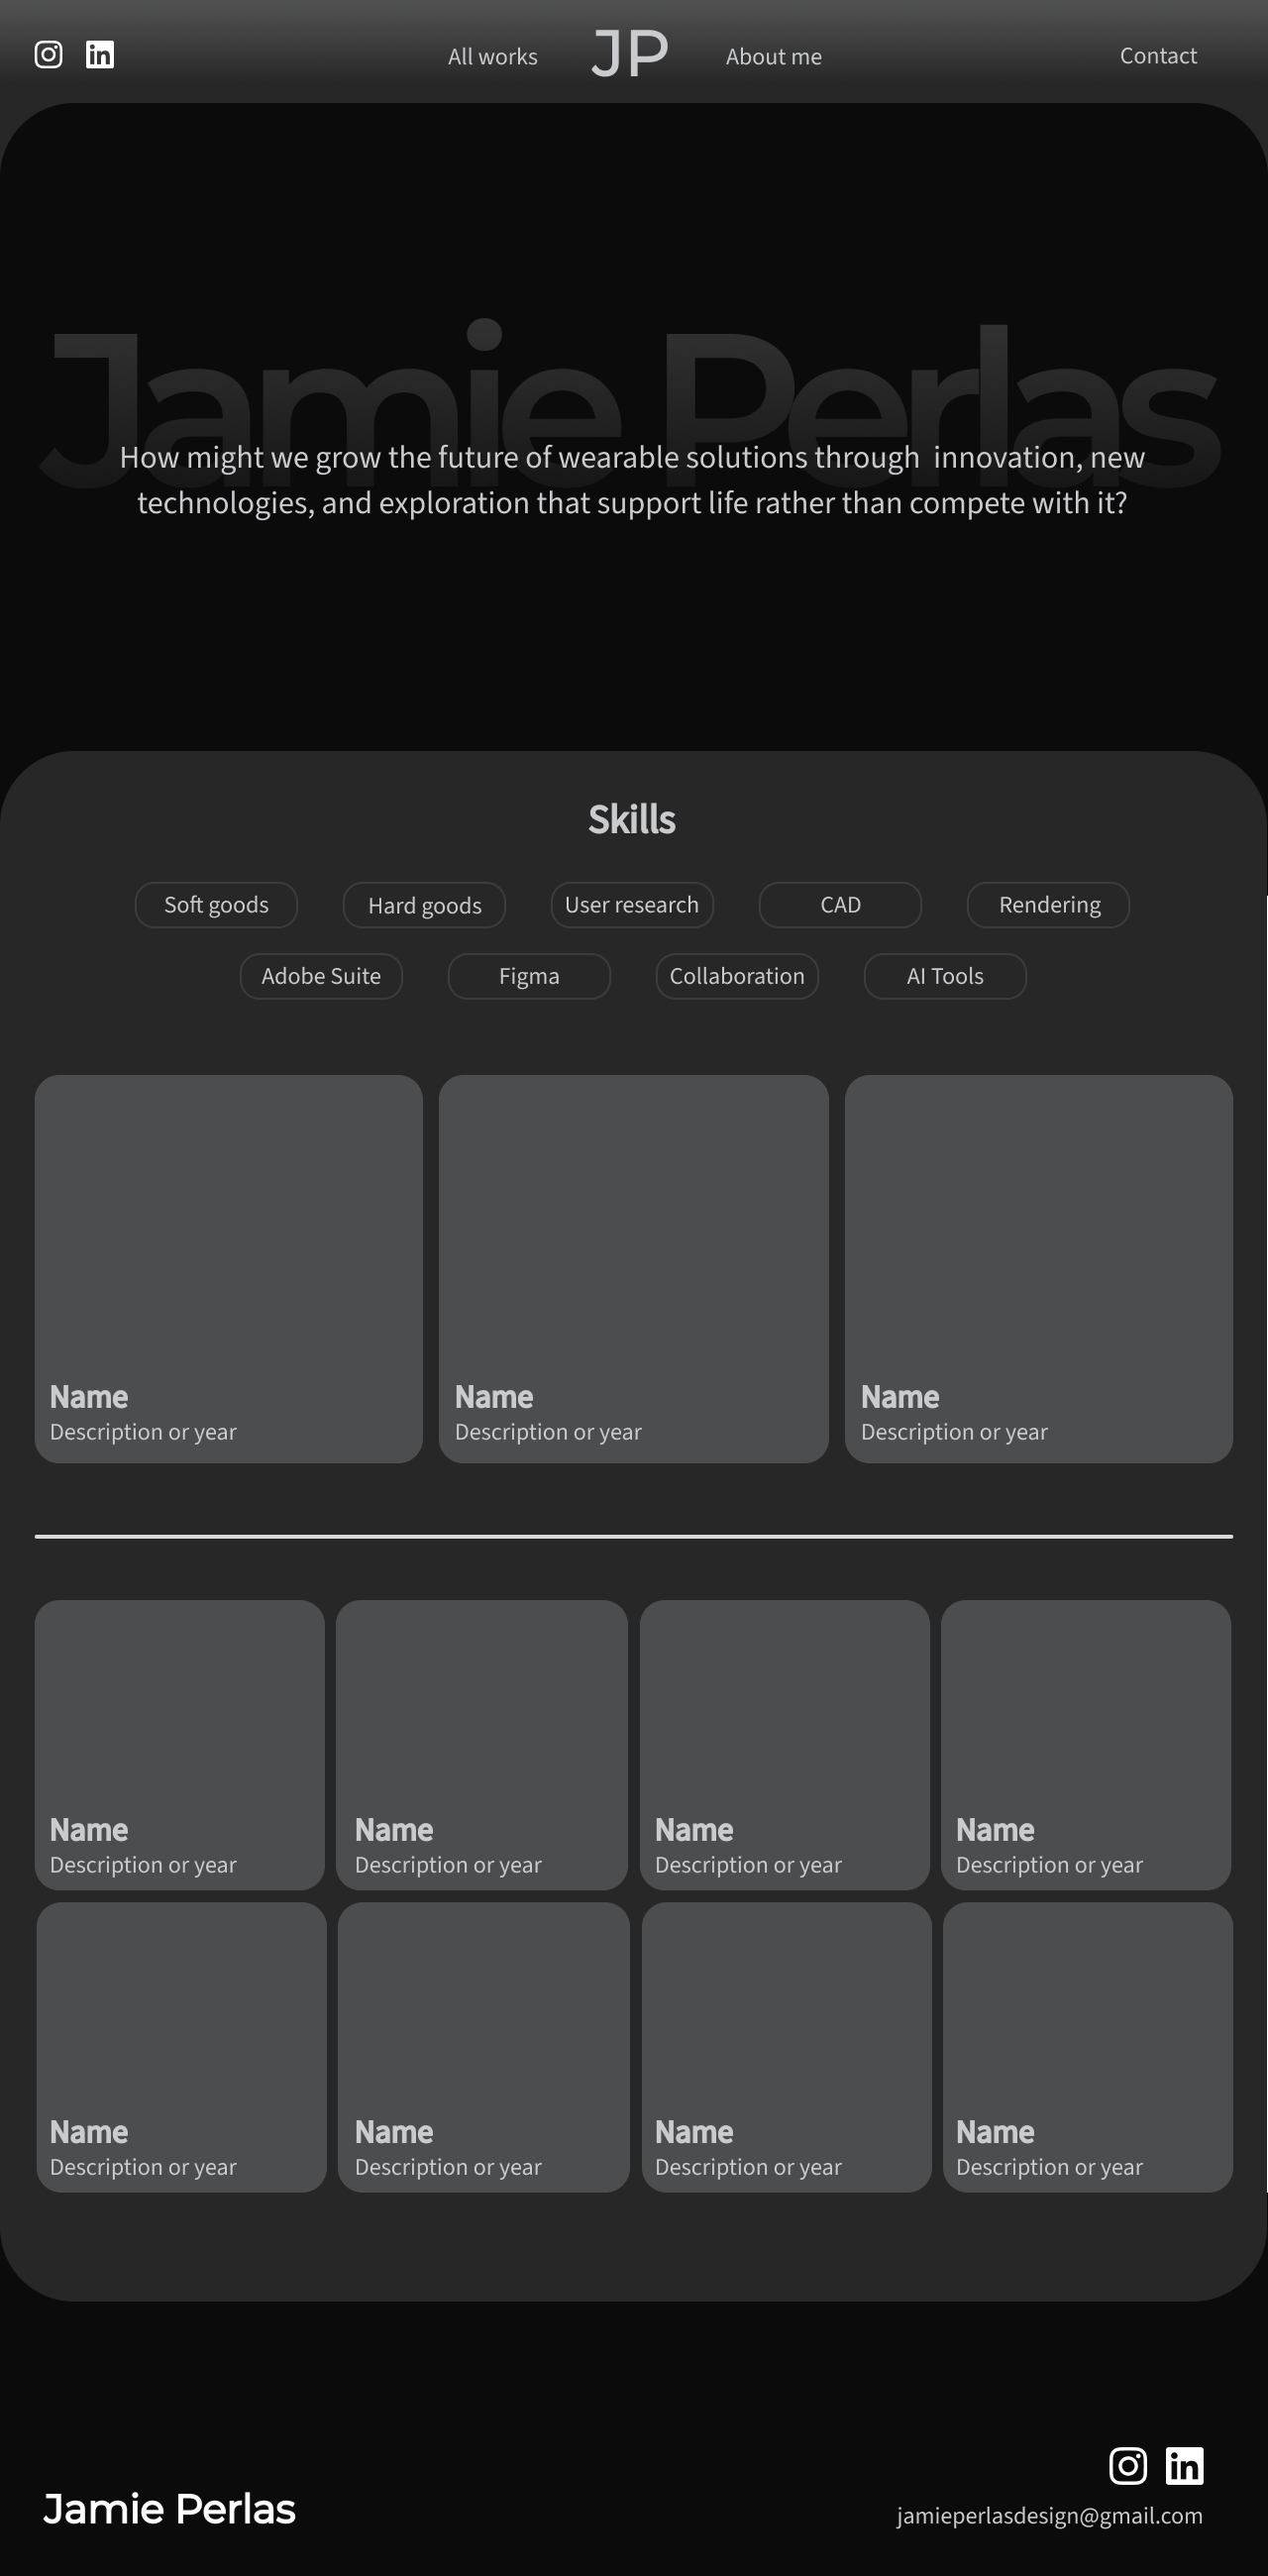 All works
JP
About me
Contact
Jamie Perlas
How might we grow the future of wearable solutions through  innovation, new
technologies, and exploration that support life rather than compete with it?
Skills
Soft goods
Hard goods
User research
CAD
Rendering
Adobe Suite
Figma
Collaboration
AI Tools
Name
Description or year
Name
Description or year
Name
Description or year
Name
Description or year
Name
Description or year
Name
Description or year
Name
Description or year
Name
Description or year
Name
Description or year
Name
Description or year
Name
Description or year
Jamie Perlas
jamieperlasdesign@gmail.com